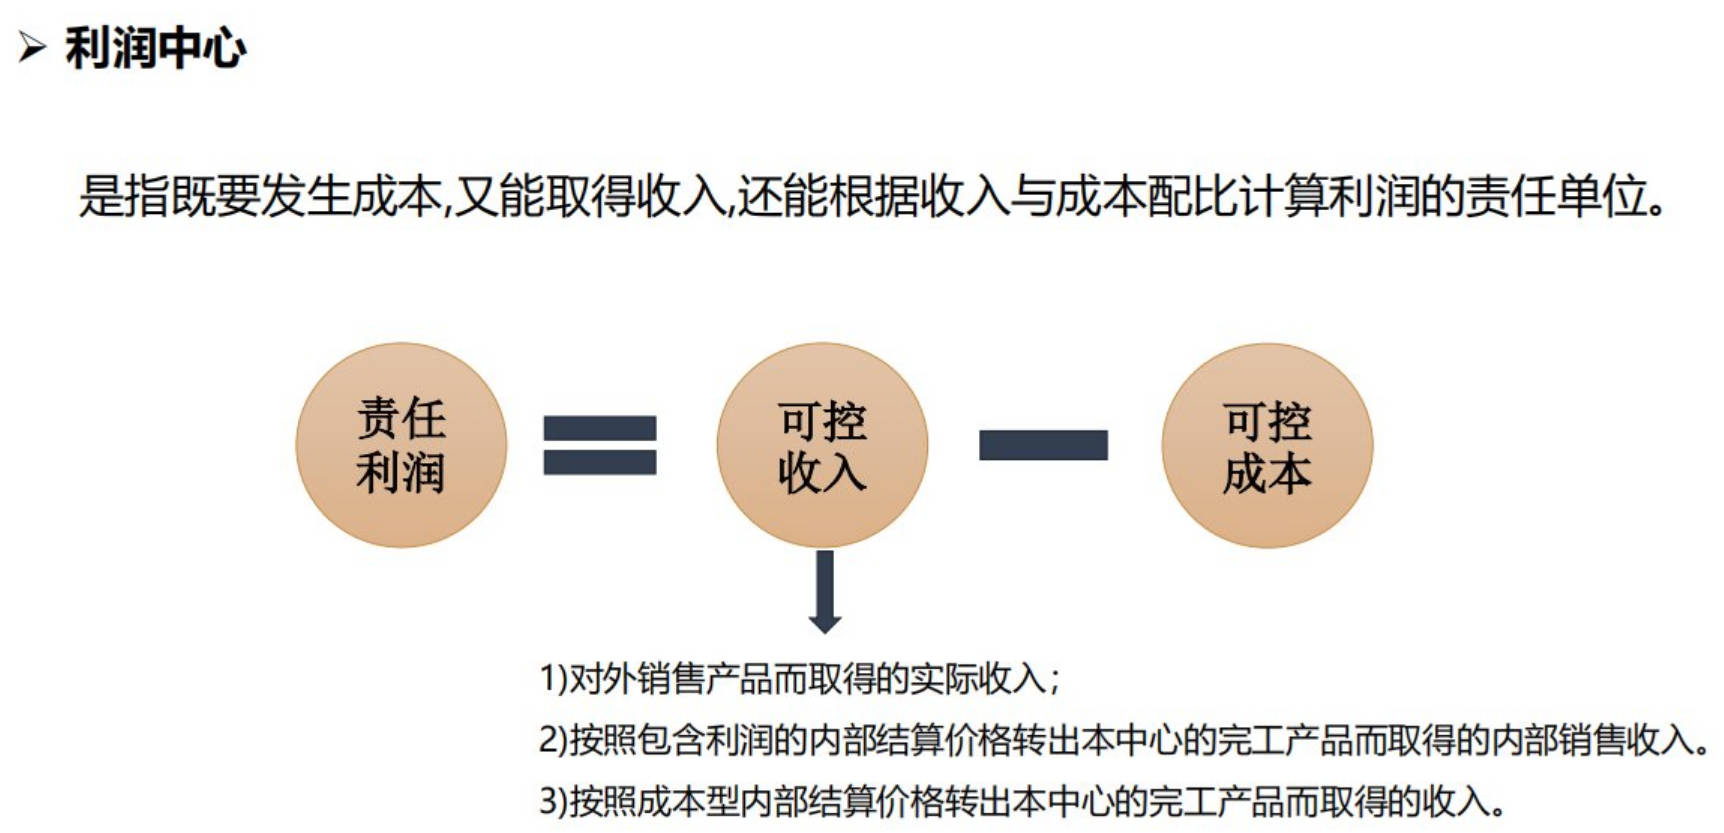 利润中心
是指既要发生成本,又能取得收入,还能根据收入与成本配比计算利润的责任单位。
责任
利润
可控
收入
可控
成本
1)对外销售产品而取得的实际收入；
2)按照包含利润的内部结算价格转出本中心的完工产品而取得的内部销售收入。
3)按照成本型内部结算价格转出本中心的完工产品而取得的收入。